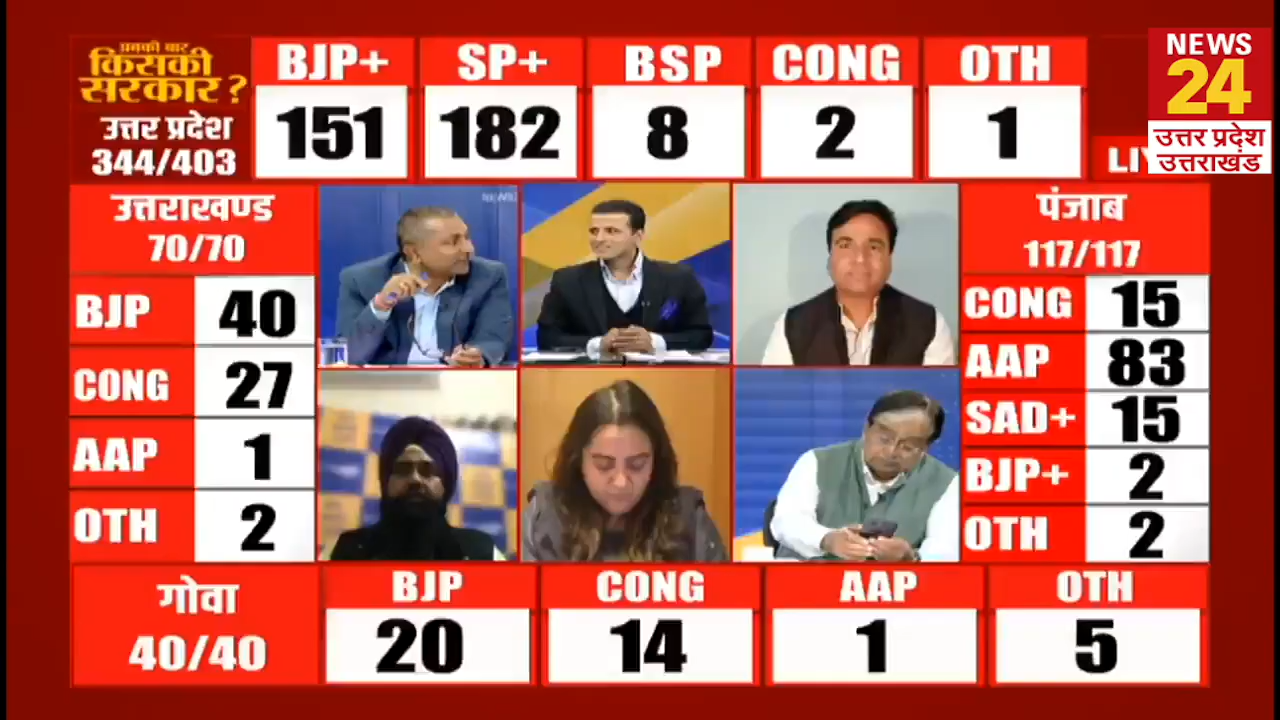 अबकी बार
किसकी
सरकार?
उत्तर प्रदेश
344/403
BJP+
151
SP+
182
BSP
8
CONG
2
OTH
1
NEWS
24
उत्तर प्रदेश
उत्तराखंड
उत्तराखण्ड
70/70
BJP
40
CONG
27
AAP
1
OTH
2
पंजाब
117/117
CONG
15
AAP
83
SAD+
15
BJP+
2
OTH
2
गोवा
40/40
BJP
20
CONG
14
AAP
1
OTH
5